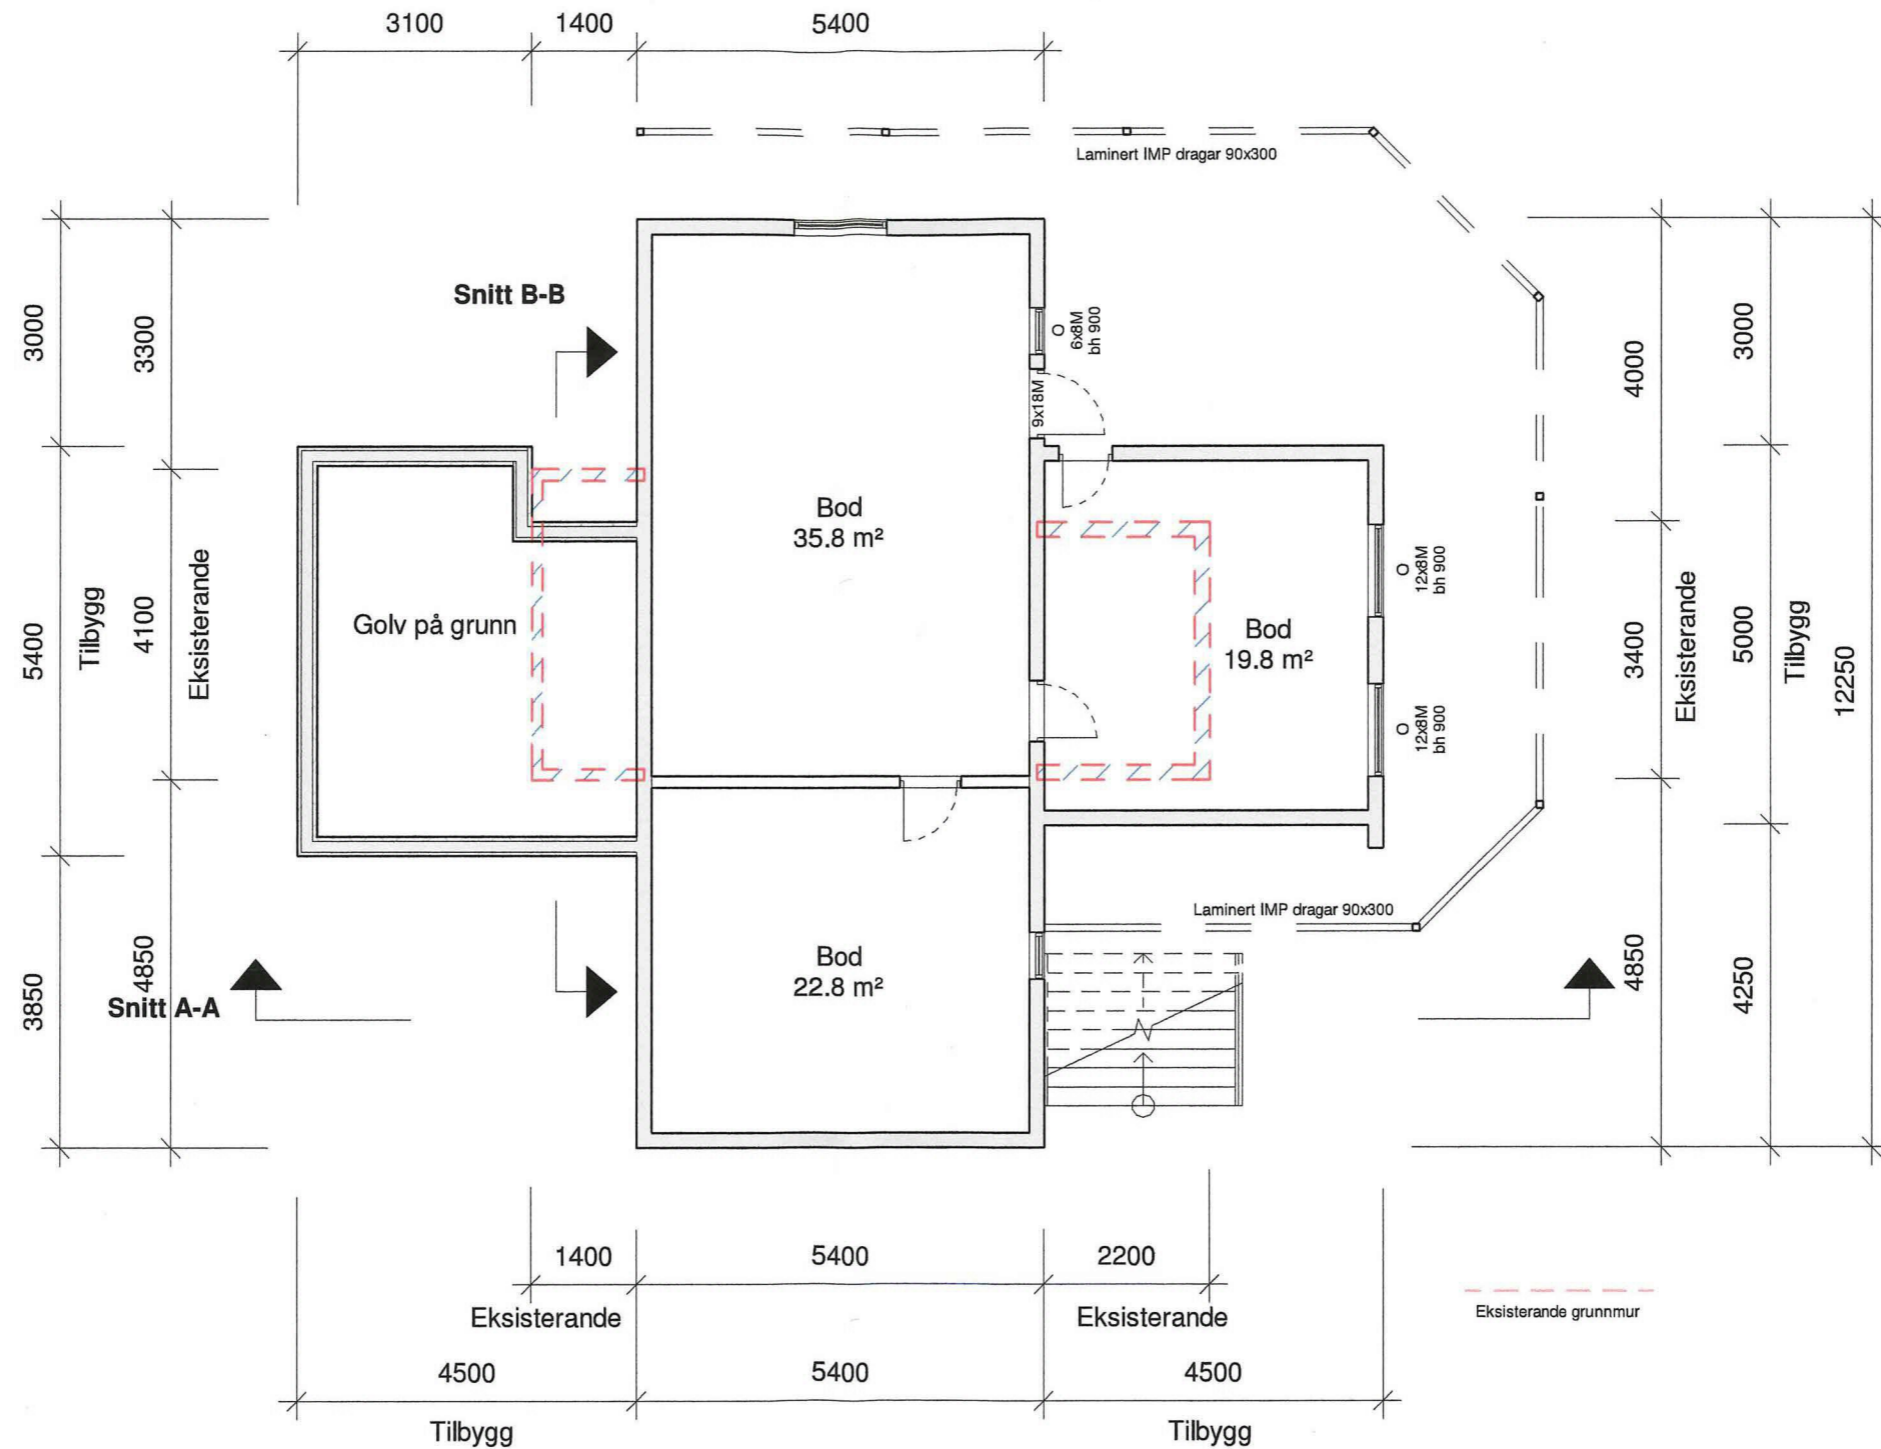 3100
1400
5400
Laminert IMP dragar 90x300
Snitt B-B
3000
3300
O
6x8M
bh 900
9x18M
4000
3000
Bod
35.8 m²
Golv på grunn
Bod
19.8 m²
O
12x8M
bh 900
O
12x8M
bh 900
5400
Tilbygg
4100
Eksisterande
3400
Eksisterande
5000
Tilbygg
12250
Laminert IMP dragar 90x300
Bod
22.8 m²
3850
4850
Snitt A-A
4850
4250
1400
5400
2200
Eksisterande
Eksisterande
Eksisterande grunnmur
4500
5400
4500
Tilbygg
Tilbygg